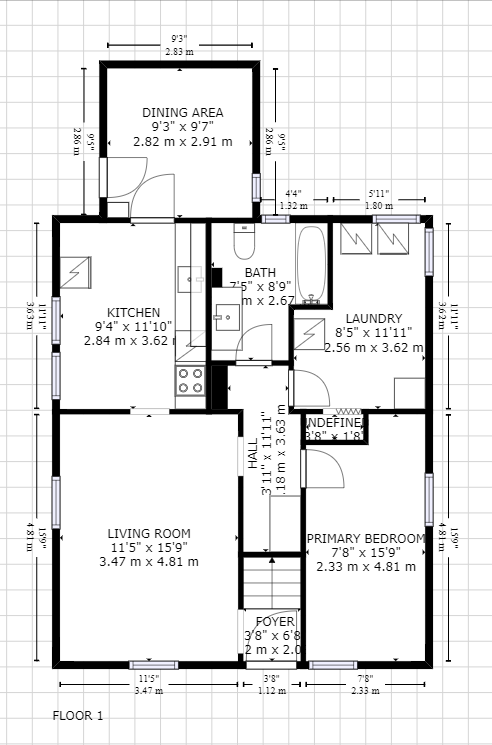 9'3"
2.83 m
DINING AREA
9'3" x 9'7"
2.82 m x 2.91 m
9'5"
2.86 m
9'5"
2.86 m
4'4"
1.32 m
5'11"
1.80 m
KITCHEN
9'4" x 11'10"
2.84 m x 3.62
BATH
7'5" x 8'9"
m x 2.67
LAUNDRY
8'5" x 11'11"
2.56 m x 3.62 m
11'11"
3.63 m
11'11"
3.62 m
NDEFINE
3'8" x 1'8"
HALL
3'11" x 11'11"
.18 m x 3.63 m
LIVING ROOM
11'5" x 15'9"
3.47 m x 4.81 m
PRIMARY BEDROOM
7'8" x 15'9"
2.33 m x 4.81 m
15'9"
4.81 m
15'9"
4.81 m
FOYER
3'8" x 6'8
2 m x 2.0
11'5"
3.47 m
3'8"
1.12 m
7'8"
2.33 m
FLOOR 1